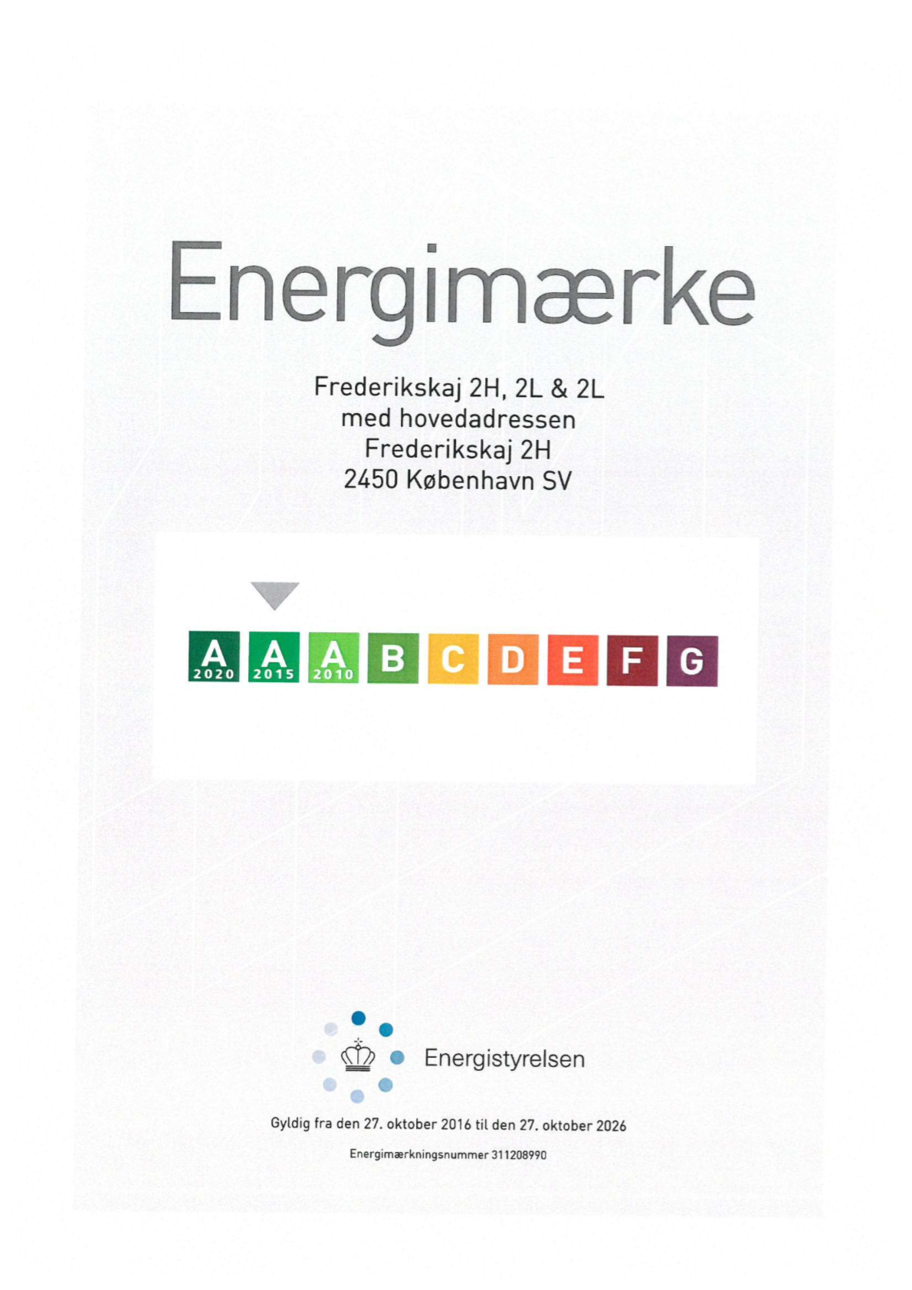 Energimærke
Frederikskaj 2H, 2L & 2L
med hovedadressen
Frederikskaj 2H
2450 København SV
A 2020 A 2015 A 2010 B C D E F G
Energistyrelsen
Gyldig fra den 27. oktober 2016 til den 27. oktober 2026
Energimærkningsnummer 311208990